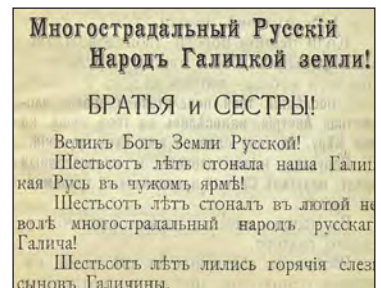 Многострадальный Русскій
Народъ Галицкой земли!
БРАТЬЯ и СЕСТРЫ!
Великъ Богъ Земли Русской!
Шестьсотъ лѣтъ стонала наша Галиц
кая Русь въ чужомъ ярмѣ!
Шестьсотъ лѣтъ стоналъ въ лютой не
волѣ многострадальный народъ русскаг
Галича!
Шестьсотъ лѣтъ лились горячія слез
сыновъ Галичины.